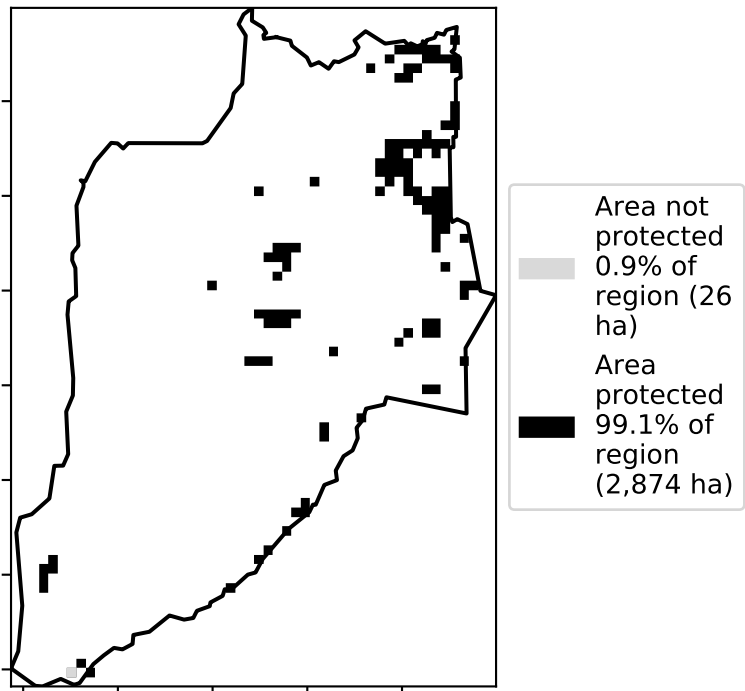 Area not
protected
0.9% of
region (26
ha)
Area
protected
99.1% of
region
(2,874 ha)